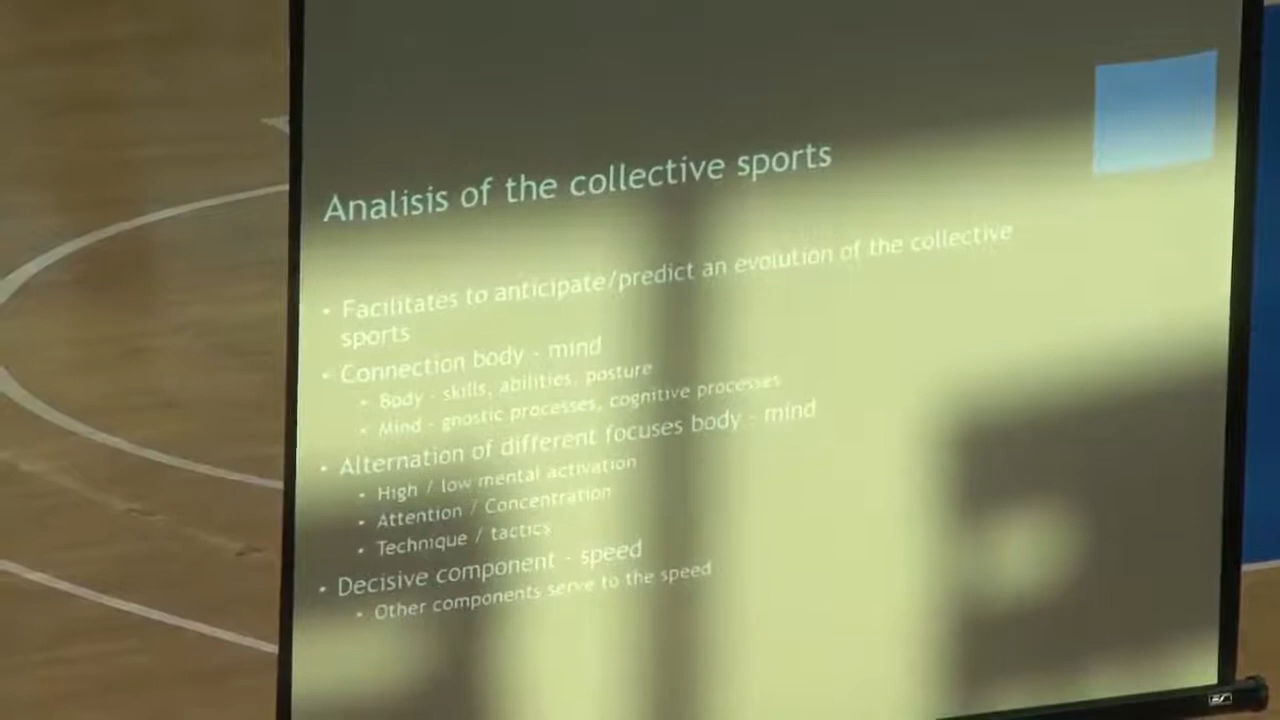 Analisis of the collective sports
• Facilitates to anticipate/predict an evolution of the collective
sports
• Connection body - mind
• Body - skills, abilities, posture
• Mind - gnostic processes, cognitive processes
• Alternation of different focuses body - mind
• High / low mental activation
• Attention / Concentration
• Technique / tactics
• Decisive component - speed
• Other components serve to the speed